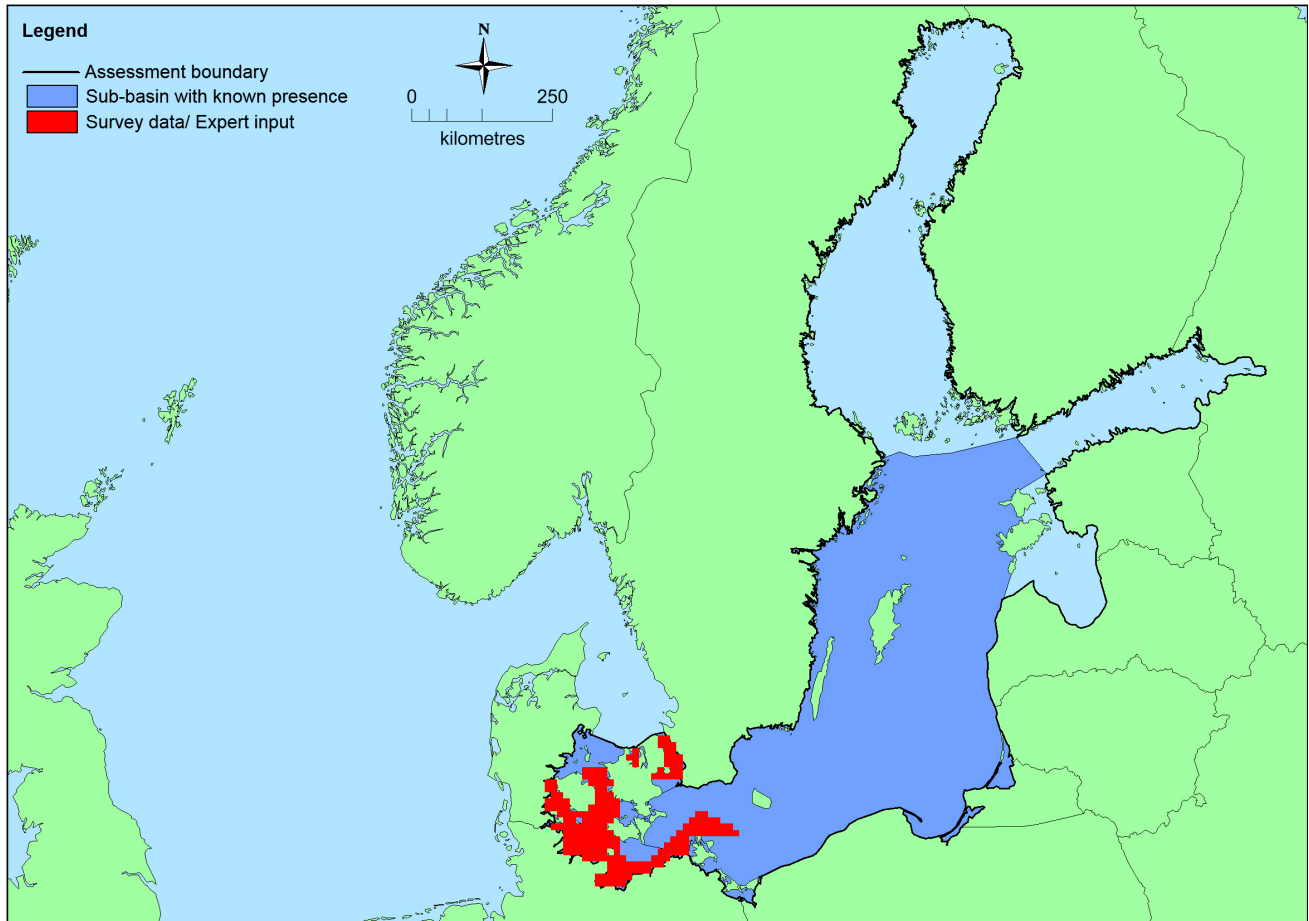 Legend
Assessment boundary
Sub-basin with known presence
Survey data/ Expert input
N
0 250
kilometres